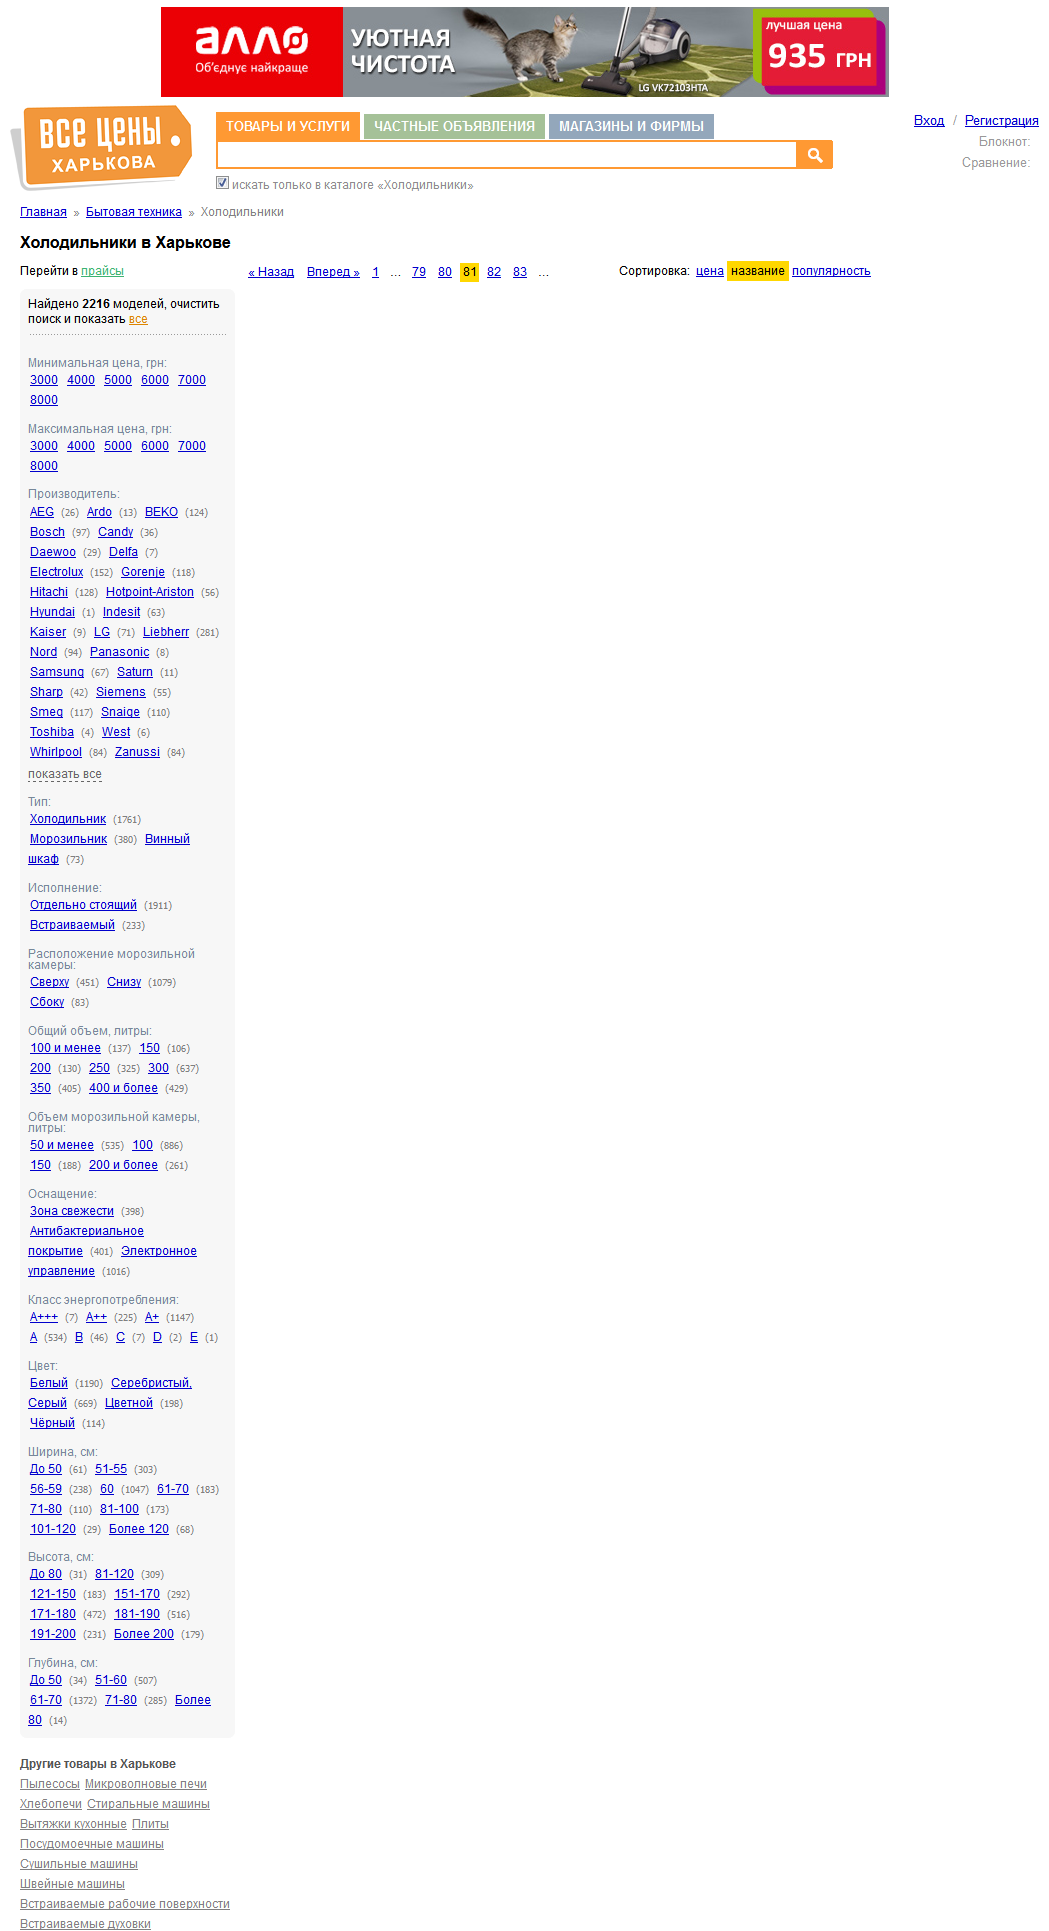 алло
Об'єднує найкраще
УЮТНАЯ
ЧИСТОТА
LG VK72103HTA
лучшая цена
935 ГРН
ВСЕ ЦЕНЫ
ХАРЬКОВА
ТОВАРЫ И УСЛУГИ ЧАСТНЫЕ ОБЪЯВЛЕНИЯ МАГАЗИНЫ И ФИРМЫ
Вход / Регистрация
Блокнот:
Сравнение:
искать только в каталоге «Холодильники»
Главная » Бытовая техника » Холодильники
Холодильники в Харькове
Перейти в прайсы
« Назад Вперед » 1 ... 79 80 81 82 83 ...
Сортировка: цена название популярность
Найдено 2216 моделей, очистить
поиск и показать все
Минимальная цена, грн:
3000 4000 5000 6000 7000
8000
Максимальная цена, грн:
3000 4000 5000 6000 7000
8000
Производитель:
AEG (26) Ardo (13) BEKO (124)
Bosch (97) Candy (36)
Daewoo (29) Delfa (7)
Electrolux (152) Gorenje (118)
Hitachi (128) Hotpoint-Ariston (56)
Hyundai (1) Indesit (63)
Kaiser (9) LG (71) Liebherr (281)
Nord (94) Panasonic (8)
Samsung (67) Saturn (11)
Sharp (42) Siemens (55)
Smeg (117) Snaige (110)
Toshiba (4) West (6)
Whirlpool (84) Zanussi (84)
показать все
Тип:
Холодильник (1761)
Морозильник (380) Винный
шкаф (73)
Исполнение:
Отдельно стоящий (1911)
Встраиваемый (233)
Расположение морозильной
камеры:
Сверху (451) Снизу (1079)
Сбоку (83)
Общий объем, литры:
100 и менее (137) 150 (106)
200 (130) 250 (325) 300 (637)
350 (405) 400 и более (429)
Объем морозильной камеры,
литры:
50 и менее (535) 100 (886)
150 (188) 200 и более (261)
Оснащение:
Зона свежести (398)
Антибактериальное
покрытие (401) Электронное
управление (1016)
Класс энергопотребления:
A+++ (7) A++ (225) A+ (1147)
A (534) B (46) C (7) D (2) E (1)
Цвет:
Белый (1190) Серебристый,
Серый (669) Цветной (198)
Чёрный (114)
Ширина, см:
До 50 (61) 51-55 (303)
56-59 (238) 60 (1047) 61-70 (183)
71-80 (110) 81-100 (173)
101-120 (29) Более 120 (68)
Высота, см:
До 80 (31) 81-120 (309)
121-150 (183) 151-170 (292)
171-180 (472) 181-190 (516)
191-200 (231) Более 200 (179)
Глубина, см:
До 50 (34) 51-60 (507)
61-70 (1372) 71-80 (285) Более
80 (14)
Другие товары в Харькове
Пылесосы Микроволновые печи
Хлебопечи Стиральные машины
Вытяжки кухонные Плиты
Посудомоечные машины
Сушильные машины
Швейные машины
Встраиваемые рабочие поверхности
Встраиваемые духовки